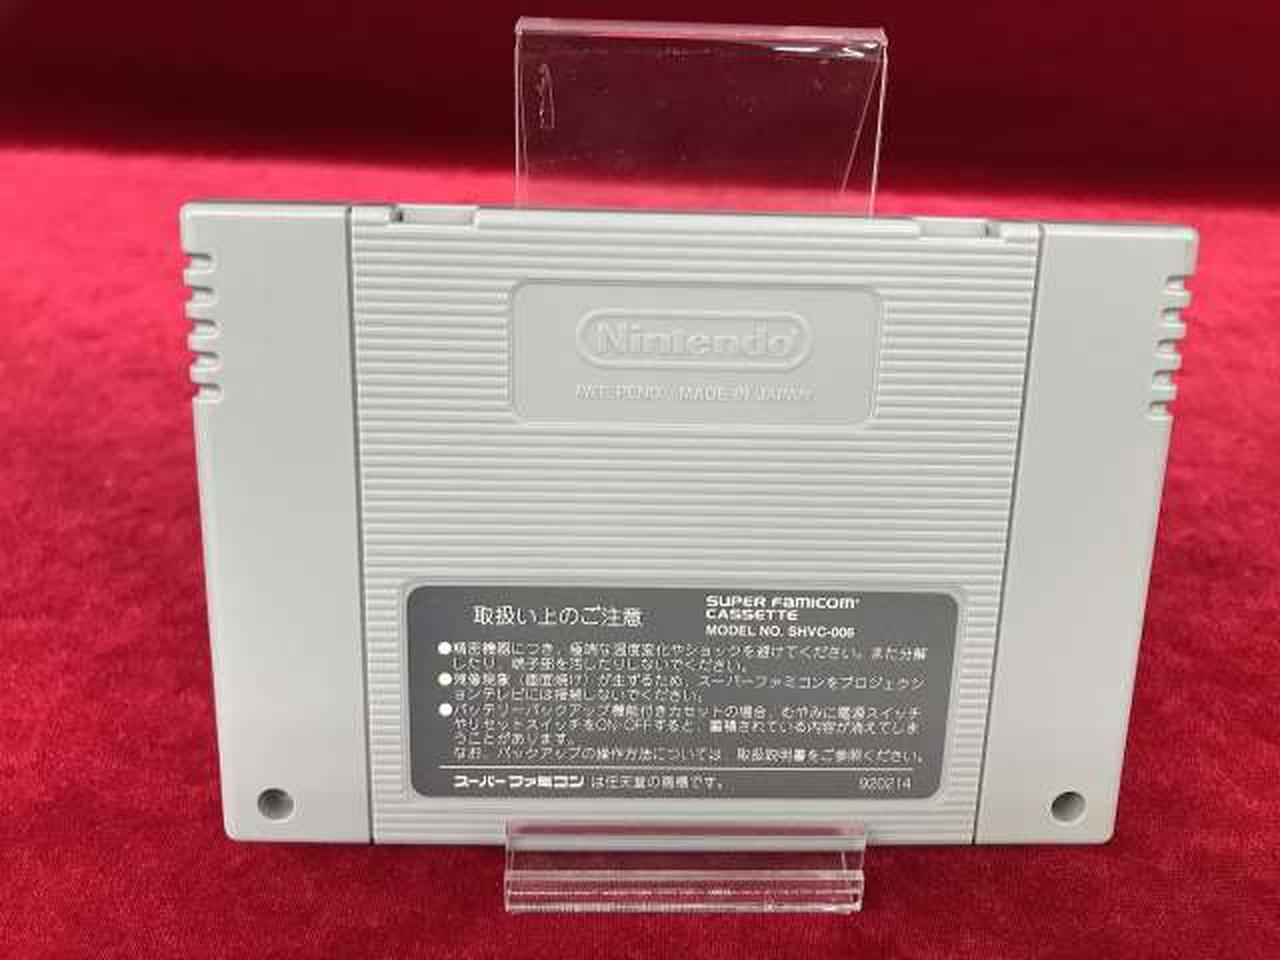 Nintendo
PAT. PEND. MADE IN JAPAN
取扱い上のご注意
SUPER FAMICOM
CASSETTE
MODEL NO. SHVC-006
●精密機器につき、極端な温度変化やショックを避けてください。また分解
したり、端子部を汚したりしないでください。
●残像現象（画面焼け）が生ずるため、スーパーファミコンをプロジェクシ
ョンテレビには接続しないでください。
●バッテリーバックアップ機能付きカセットの場合、むやみに電源スイッチ
やリセットスイッチをON・OFFすると、蓄積されている内容が消えてしま
うことがあります。
なお、バックアップの操作方法については、取扱説明書をご参照ください。
スーパーファミコン は任天堂の商標です。
920214